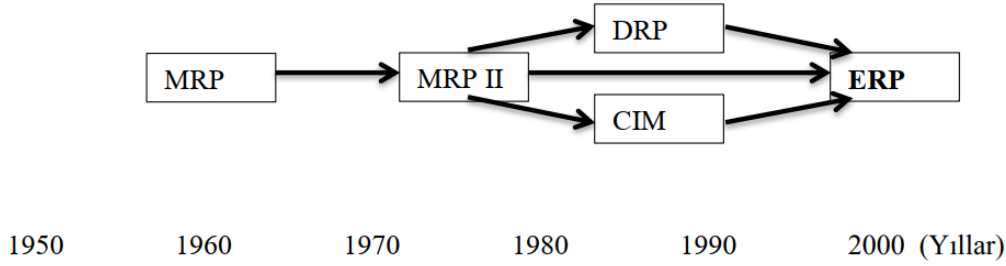 DRP
MRP
MRP II
ERP
CIM
1950 1960 1970 1980 1990 2000 (Yıllar)